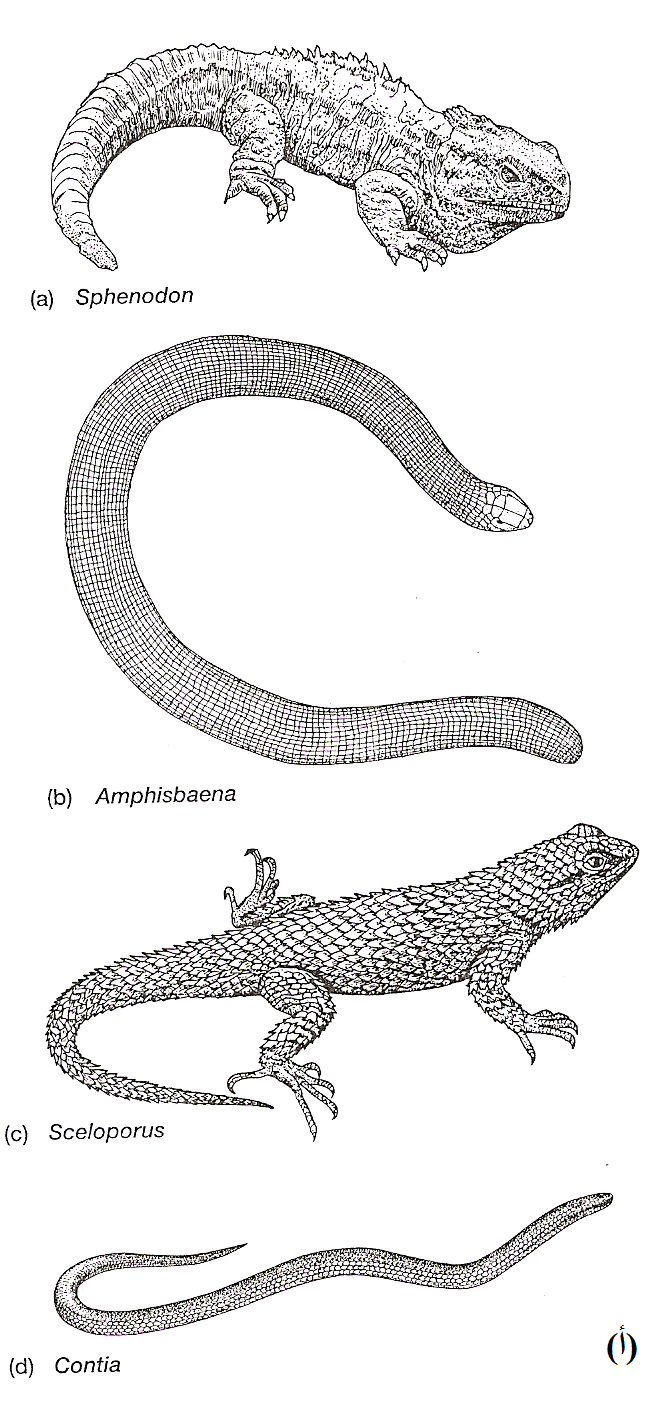 (a) Sphenodon
(b) Amphisbaena
(c) Sceloporus
(d) Contia
(أ)